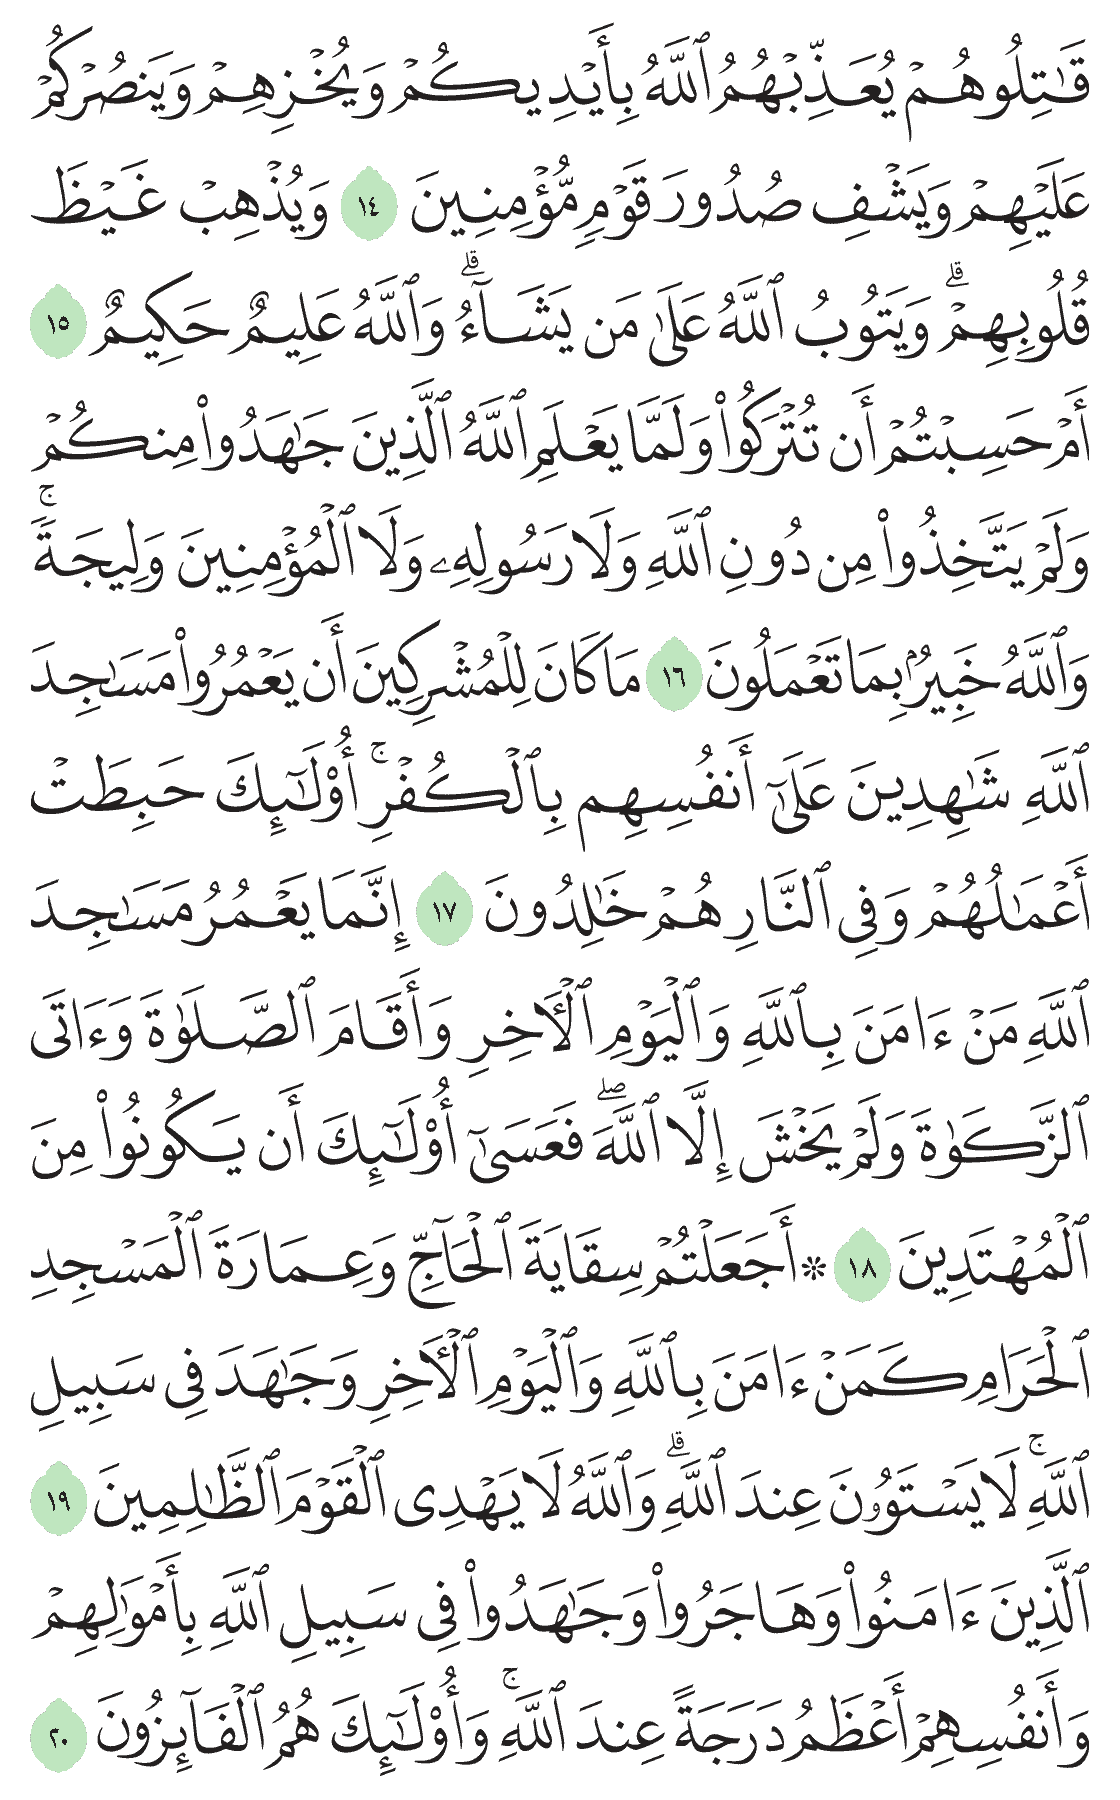 قَٰتِلُوهُمْ يُعَذِّبْهُمُ ٱللَّهُ بِأَيْدِيكُمْ وَيُخْزِهِمْ وَيَنصُرْكُمْ
عَلَيْهِمْ وَيَشْفِ صُدُورَ قَوْمٍ مُّؤْمِنِينَ ١٤ وَيُذْهِبْ غَيْظَ
قُلُوبِهِمْۗ وَيَتُوبُ ٱللَّهُ عَلَىٰ مَن يَشَآءُۗ وَٱللَّهُ عَلِيمٌ حَكِيمٌ ١٥
أَمْ حَسِبْتُمْ أَن تُتْرَكُوا۟ وَلَمَّا يَعْلَمِ ٱللَّهُ ٱلَّذِينَ جَٰهَدُوا۟ مِنكُمْ
وَلَمْ يَتَّخِذُوا۟ مِن دُونِ ٱللَّهِ وَلَا رَسُولِهِۦ وَلَا ٱلْمُؤْمِنِينَ وَلِيجَةًۚ
وَٱللَّهُ خَبِيرٌۢ بِمَا تَعْمَلُونَ ١٦ مَا كَانَ لِلْمُشْرِكِينَ أَن يَعْمُرُوا۟ مَسَٰجِدَ
ٱللَّهِ شَٰهِدِينَ عَلَىٰٓ أَنفُسِهِم بِٱلْكُفْرِۚ أُو۟لَٰٓئِكَ حَبِطَتْ
أَعْمَٰلُهُمْ وَفِى ٱلنَّارِ هُمْ خَٰلِدُونَ ١٧ إِنَّمَا يَعْمُرُ مَسَٰجِدَ
ٱللَّهِ مَنْ ءَامَنَ بِٱللَّهِ وَٱلْيَوْمِ ٱلْءَاخِرِ وَأَقَامَ ٱلصَّلَوٰةَ وَءَاتَى
ٱلزَّكَوٰةَ وَلَمْ يَخْشَ إِلَّا ٱللَّهَۖ فَعَسَىٰٓ أُو۟لَٰٓئِكَ أَن يَكُونُوا۟ مِنَ
ٱلْمُهْتَدِينَ ١٨ ۞ أَجَعَلْتُمْ سِقَايَةَ ٱلْحَآجِّ وَعِمَارَةَ ٱلْمَسْجِدِ
ٱلْحَرَامِ كَمَنْ ءَامَنَ بِٱللَّهِ وَٱلْيَوْمِ ٱلْءَاخِرِ وَجَٰهَدَ فِى سَبِيلِ
ٱللَّهِۚ لَا يَسْتَوُۥنَ عِندَ ٱللَّهِۗ وَٱللَّهُ لَا يَهْدِى ٱلْقَوْمَ ٱلظَّٰلِمِينَ ١٩
ٱلَّذِينَ ءَامَنُوا۟ وَهَاجَرُوا۟ وَجَٰهَدُوا۟ فِى سَبِيلِ ٱللَّهِ بِأَمْوَٰلِهِمْ
وَأَنفُسِهِمْ أَعْظَمُ دَرَجَةً عِندَ ٱللَّهِۚ وَأُو۟لَٰٓئِكَ هُمُ ٱلْفَآئِزُونَ ٢٠